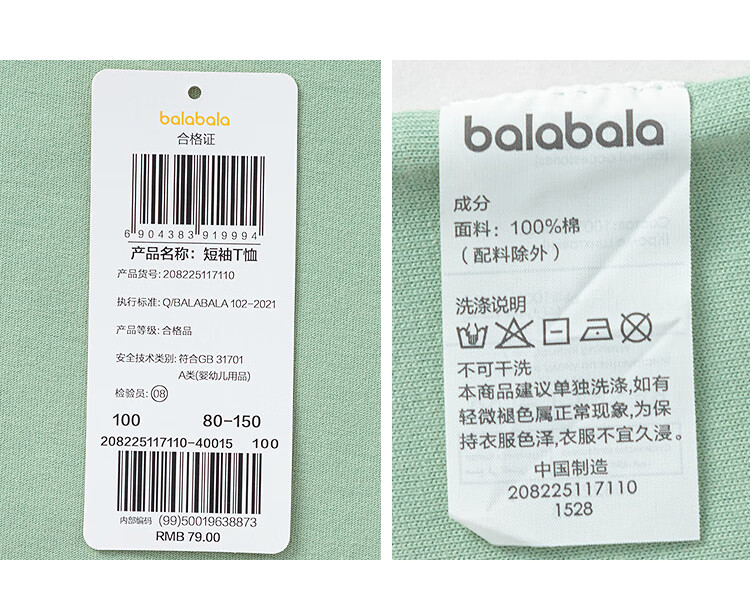 balabala
合格证
6 904383 919994
产品名称: 短袖T恤
产品货号: 208225117110
执行标准: Q/BALABALA 102-2021
产品等级: 合格品
安全技术类别: 符合GB 31701
A类(婴幼儿用品)
检验员: 08
100 80-150
208225117110-40015 100
内部编码 (99)50019638873
RMB 79.00
balabala
成分
面料: 100%棉
(配料除外)
洗涤说明
不可干洗
本商品建议单独洗涤,如有
轻微褪色属正常现象,为保
持衣服色泽,衣服不宜久浸。
中国制造
208225117110
1528